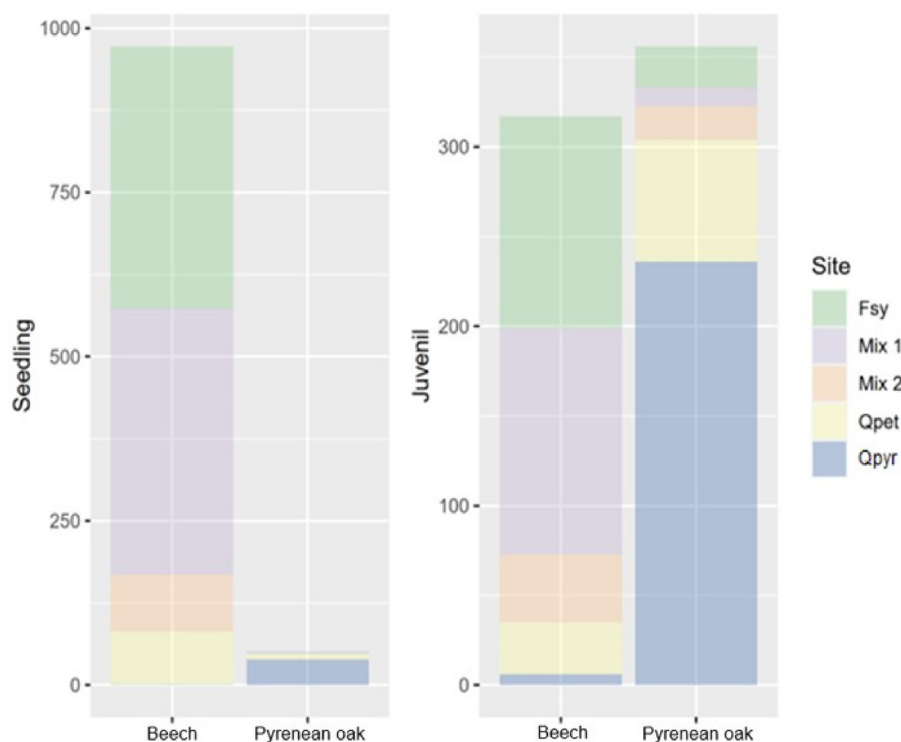 1000
750
500
250
0
Seedling
Beech
Pyrenean oak
300
200
100
0
Juvenil
Beech
Pyrenean oak
Site
Fsy
Mix 1
Mix 2
Qpet
Qpyr